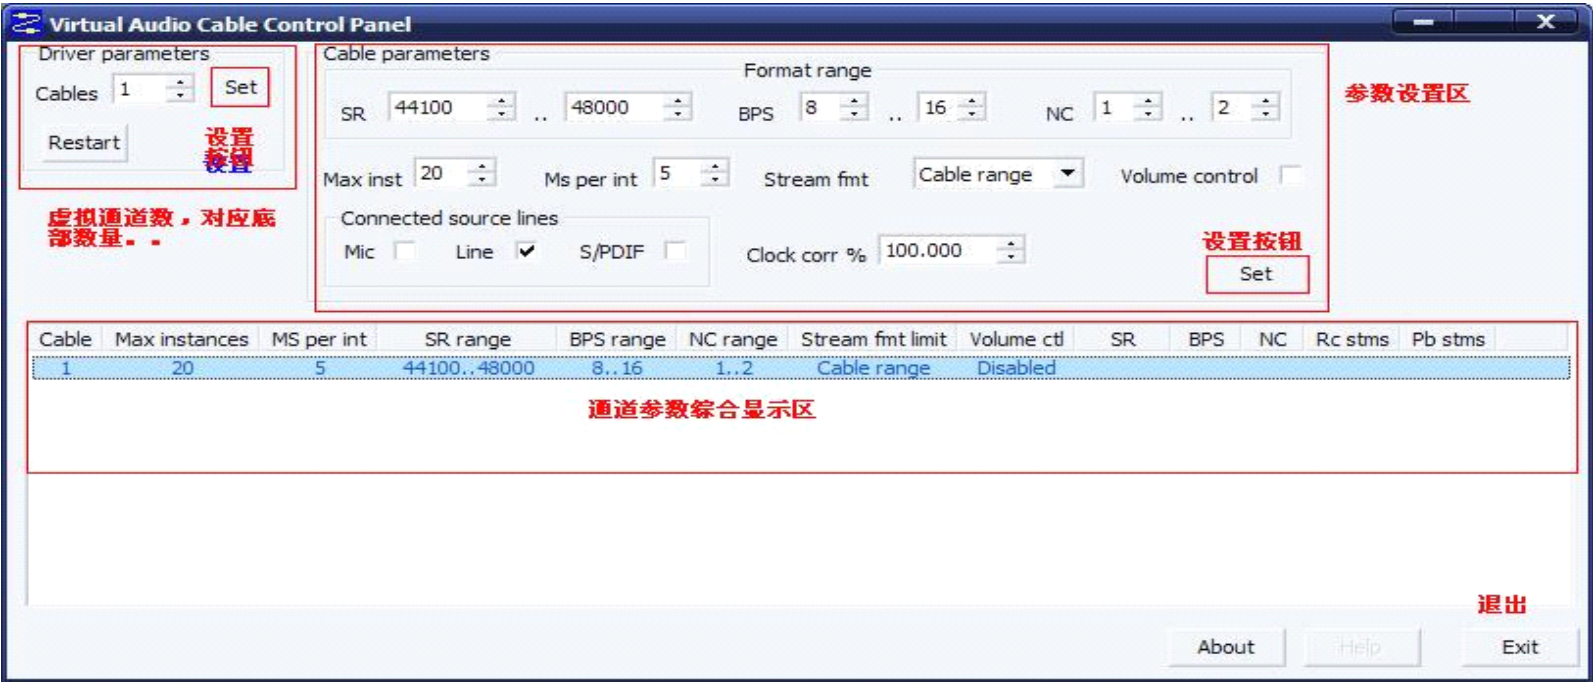 Virtual Audio Cable Control Panel
Driver parameters
Cables 1 Set
Restart
设置
按钮
设置
虚拟通道数，对应底
部数量。。
Cable parameters
Format range
SR 44100 .. 48000 BPS 8 .. 16 NC 1 .. 2
Max inst 20 Ms per int 5 Stream fmt Cable range Volume control
Connected source lines
Mic Line S/PDIF Clock corr % 100.000
设置按钮
Set
参数设置区
Cable Max instances MS per int SR range BPS range NC range Stream fmt limit Volume ctl SR BPS NC Rc stms Pb stms
1 20 5 44100..48000 8..16 1..2 Cable range Disabled
通道参数综合显示区
退出
About Help Exit